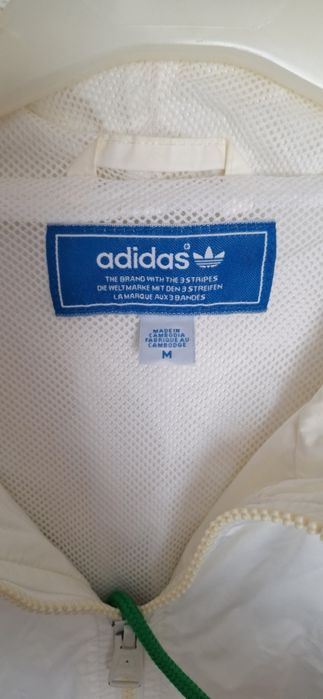 adidas
THE BRAND WITH THE 3 STRIPES
DIE WELTMARKE MIT DEN 3 STREIFEN
LA MARQUE AUX 3 BANDES
MADE IN
CAMBODIA
FABRIQUE AU
CAMBODGE
M